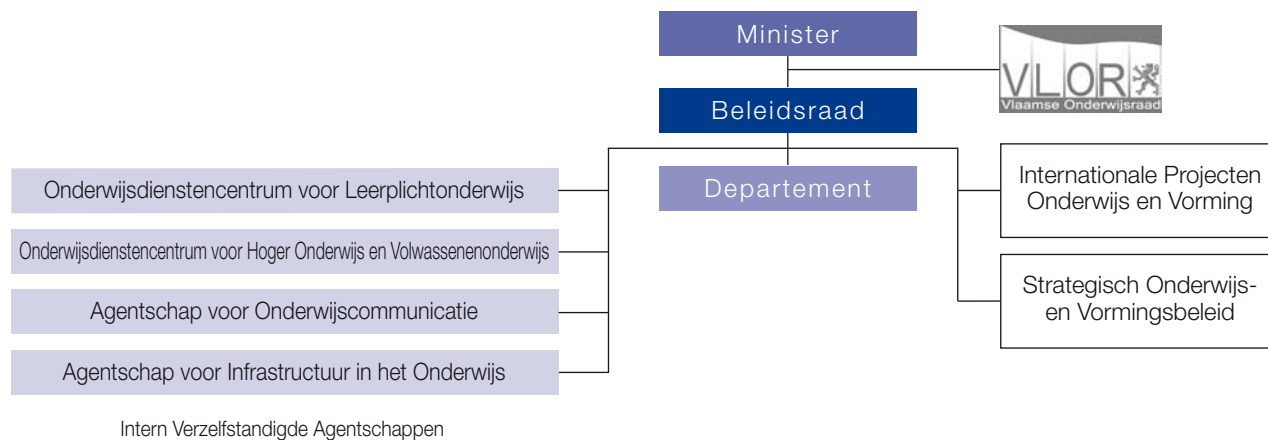 Minister
VLOR
Vlaamse Onderwijsraad
Beleidsraad
Departement
Onderwijsdienstencentrum voor Leerplichtonderwijs
Onderwijsdienstencentrum voor Hoger Onderwijs en Volwassenenonderwijs
Agentschap voor Onderwijscommunicatie
Agentschap voor Infrastructuur in het Onderwijs
Intern Verzelfstandigde Agentschappen
Internationale Projecten
Onderwijs en Vorming
Strategisch Onderwijs-
en Vormingsbeleid